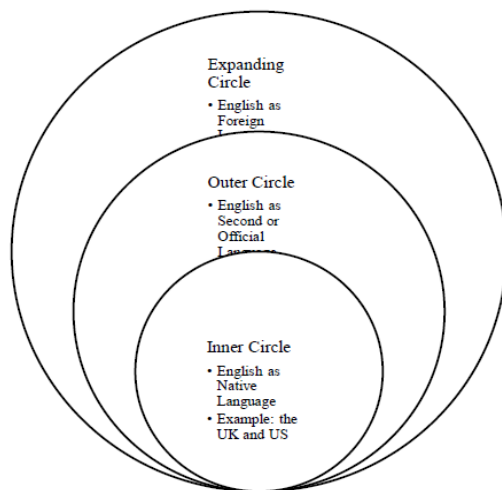 Expanding
Circle
• English as
Foreign
Outer Circle
• English as
Second or
Official
Language
Inner Circle
• English as
Native
Language
• Example: the
UK and US